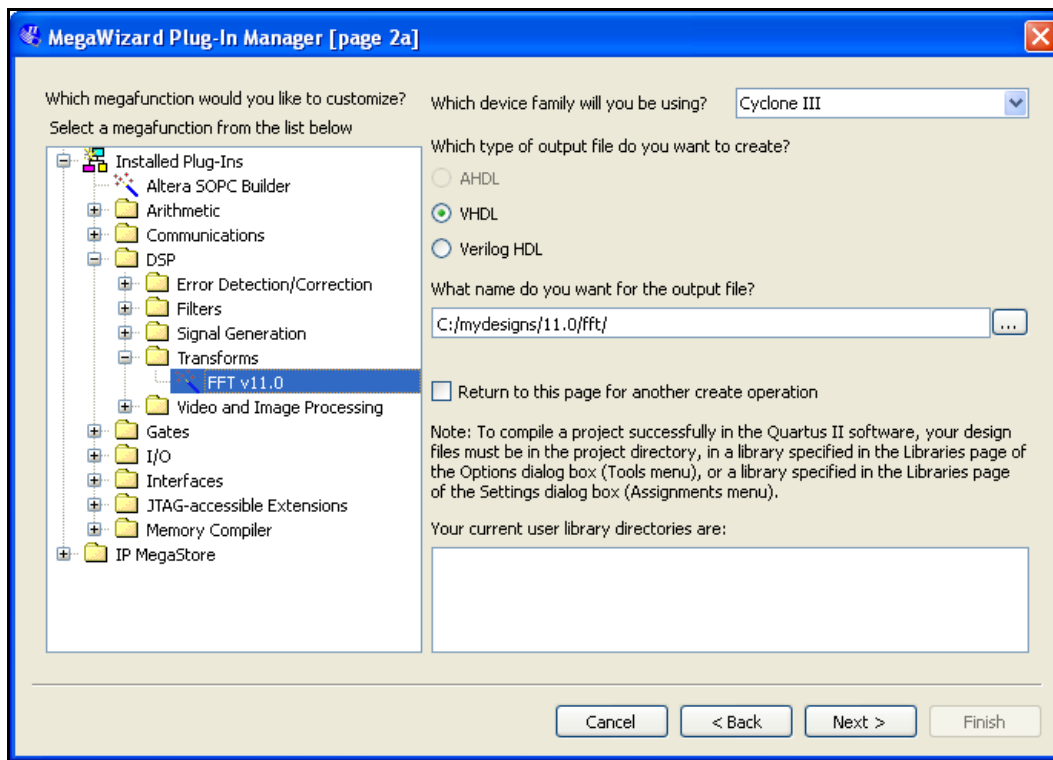 MegaWizard Plug-In Manager [page 2a]
Which megafunction would you like to customize?
Select a megafunction from the list below
Installed Plug-Ins
Altera SOPC Builder
Arithmetic
Communications
DSP
Error Detection/Correction
Filters
Signal Generation
Transforms
FFT v11.0
Video and Image Processing
Gates
I/O
Interfaces
JTAG-accessible Extensions
Memory Compiler
IP MegaStore
Which device family will you be using?
Cyclone III
Which type of output file do you want to create?
AHDL
VHDL
Verilog HDL
What name do you want for the output file?
C:/mydesigns/11.0/fft/
...
Return to this page for another create operation
Note: To compile a project successfully in the Quartus II software, your design
files must be in the project directory, in a library specified in the Libraries page of
the Options dialog box (Tools menu), or a library specified in the Libraries page
of the Settings dialog box (Assignments menu).
Your current user library directories are:
Cancel
< Back
Next >
Finish